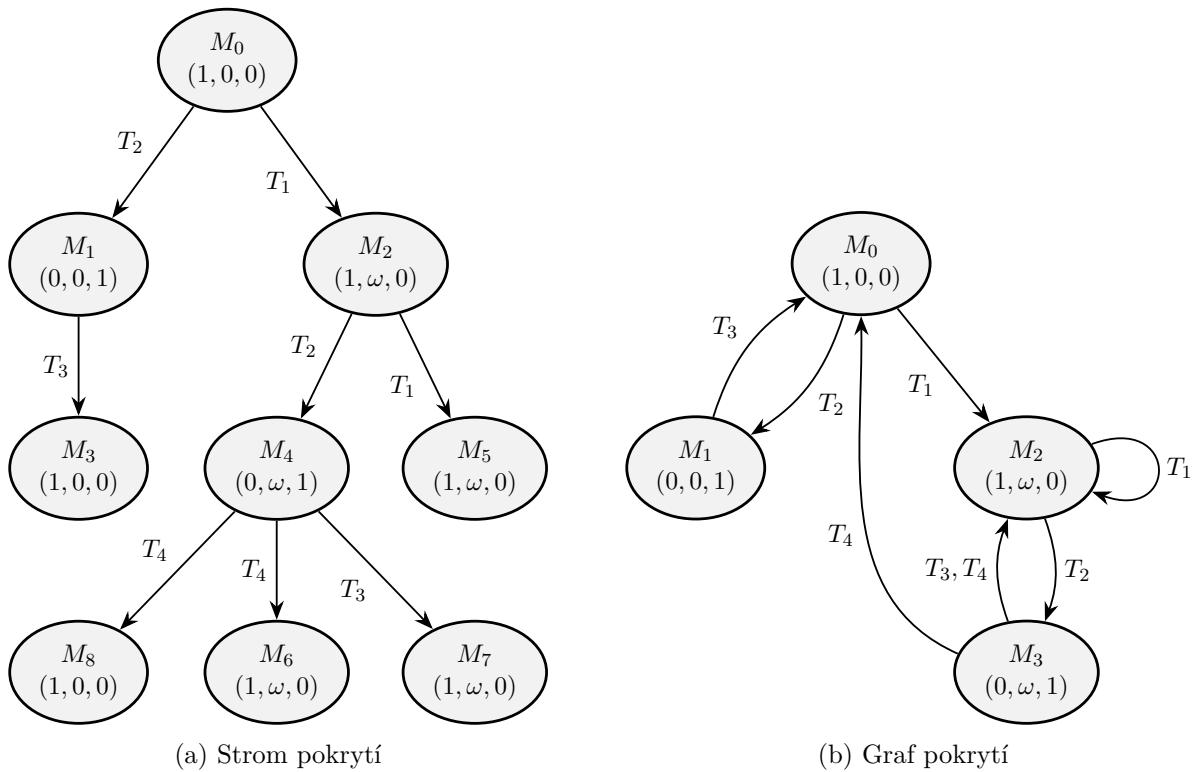 M₀
(1, 0, 0)
T₂
T₁
M₁
(0, 0, 1)
M₂
(1, ω, 0)
T₃
T₂
T₁
M₃
(1, 0, 0)
M₄
(0, ω, 1)
M₅
(1, ω, 0)
T₄
T₄
T₃
M₈
(1, 0, 0)
M₆
(1, ω, 0)
M₇
(1, ω, 0)
(a) Strom pokrytí
M₀
(1, 0, 0)
T₃
T₂
T₁
M₁
(0, 0, 1)
M₂
(1, ω, 0)
T₁
T₄
T₃, T₄
T₂
M₃
(0, ω, 1)
(b) Graf pokrytí